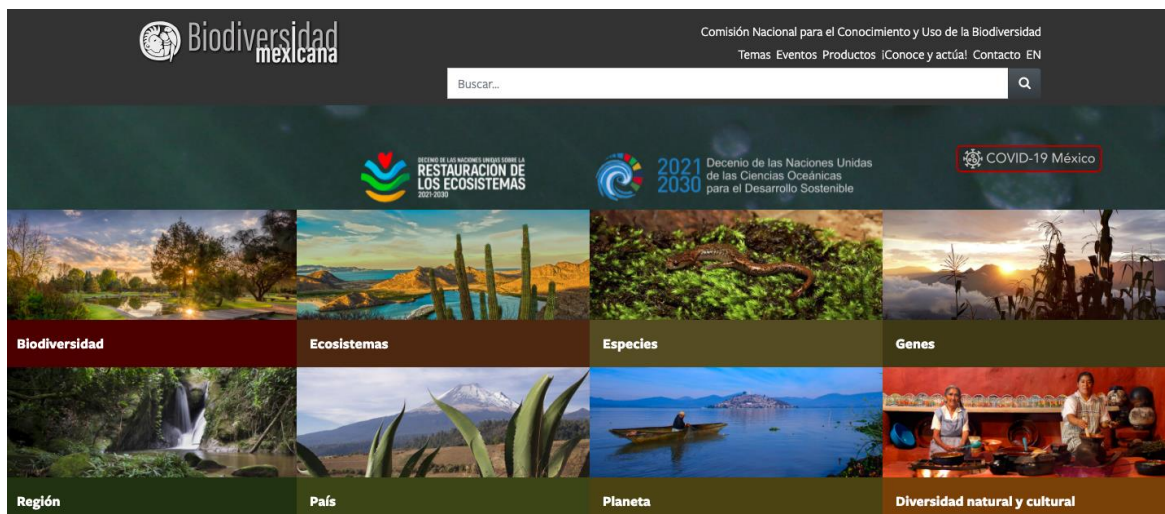 Biodiversidad
mexicana
Comisión Nacional para el Conocimiento y Uso de la Biodiversidad
Temas Eventos Productos ¡Conoce y actúa! Contacto EN
Buscar...
DECENIO DE LAS NACIONES UNIDAS SOBRE LA
RESTAURACIÓN DE
LOS ECOSISTEMAS
2021-2030
2021
2030
Decenio de las Naciones Unidas
de las Ciencias Oceánicas
para el Desarrollo Sostenible
COVID-19 México
Biodiversidad
Ecosistemas
Especies
Genes
Región
País
Planeta
Diversidad natural y cultural